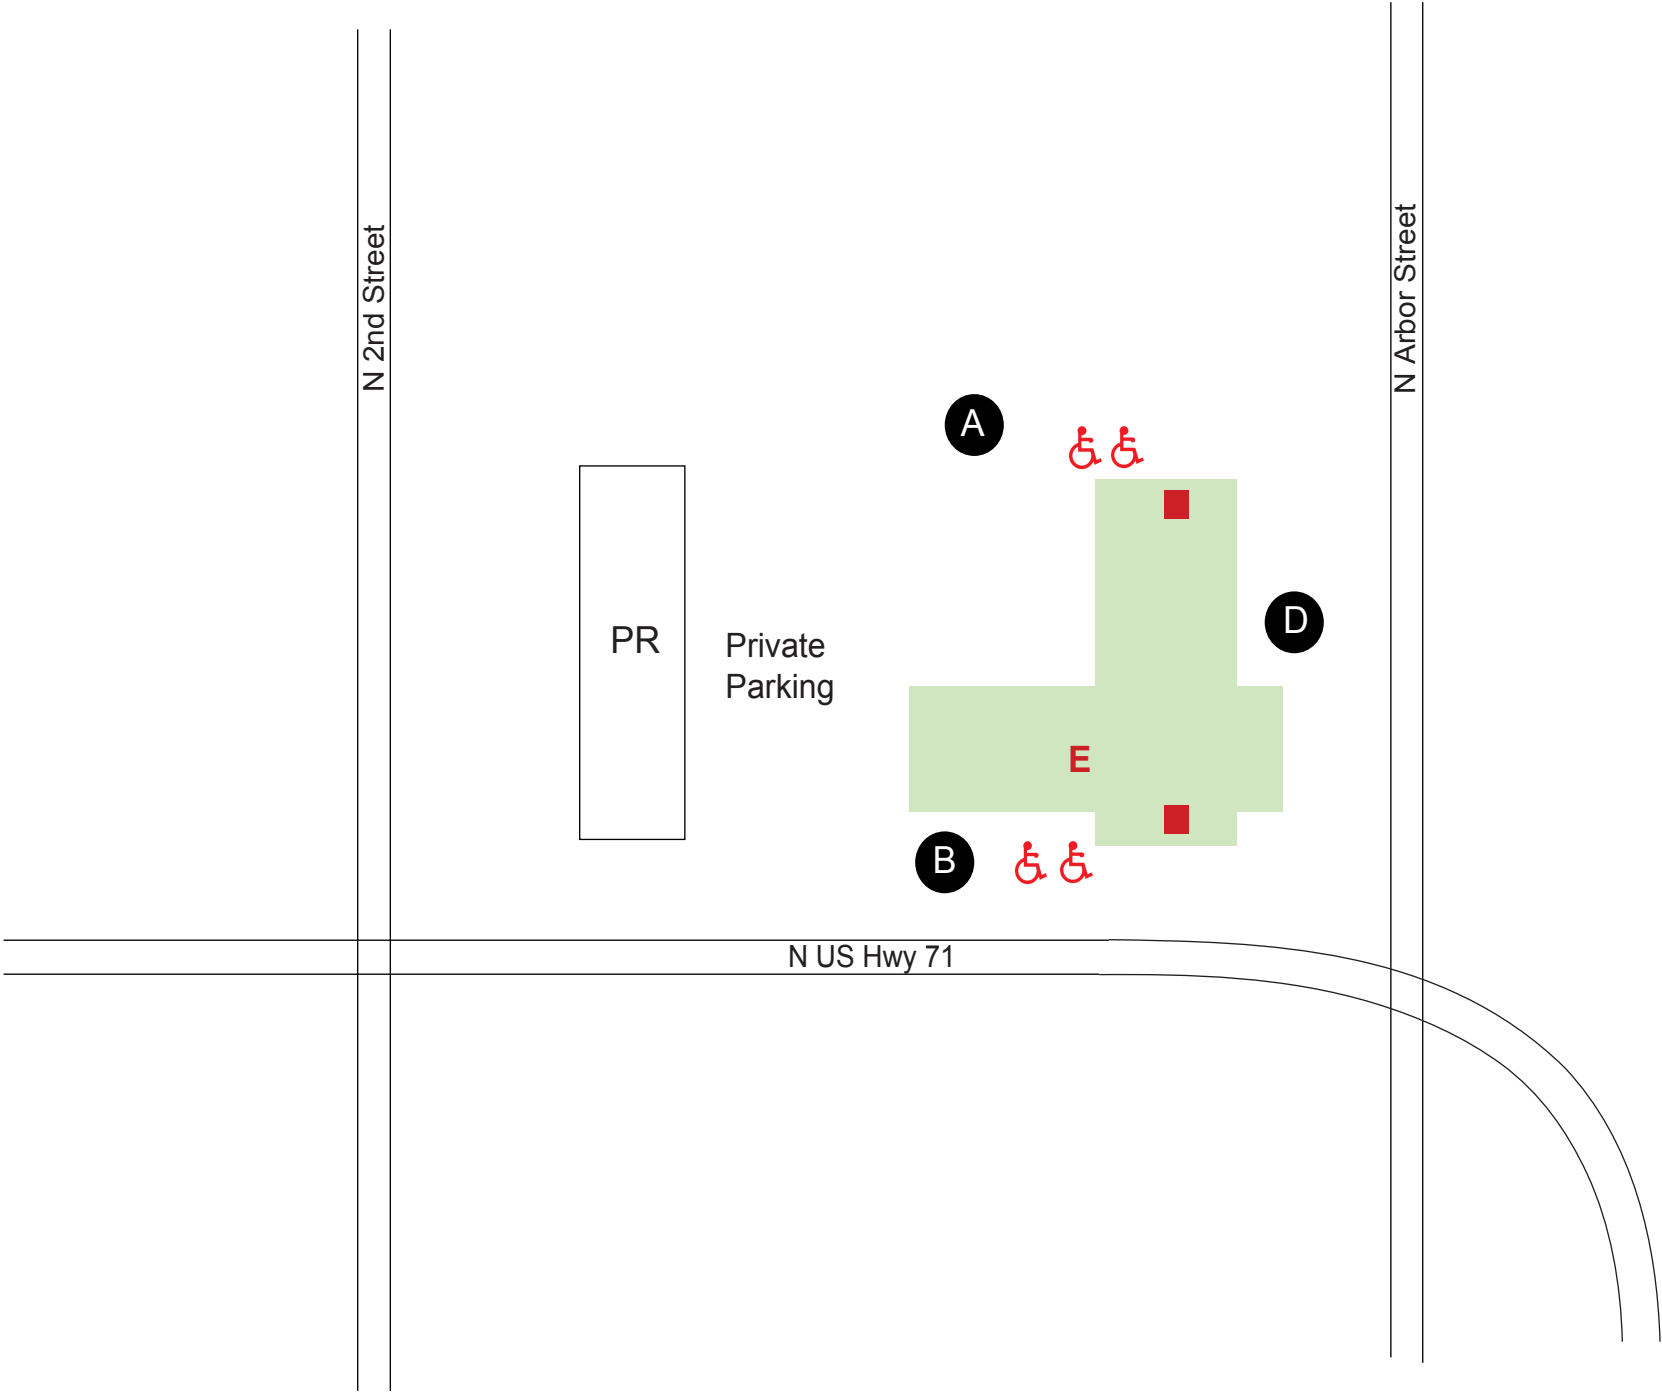 N 2nd Street
N Arbor Street
A
PR
Private
Parking
D
E
B
N US Hwy 71